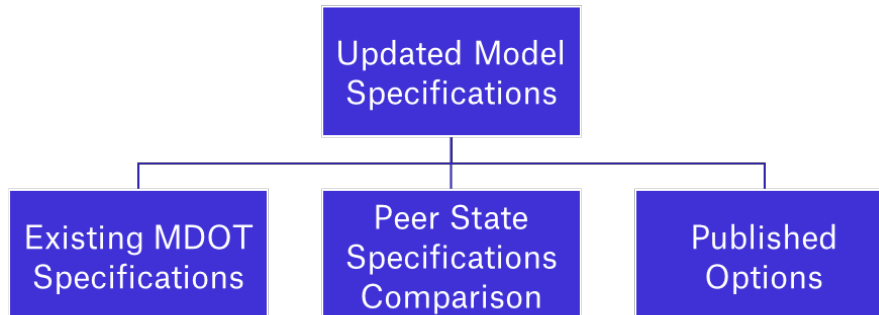 Updated Model
Specifications
Existing MDOT
Specifications
Peer State
Specifications
Comparison
Published
Options